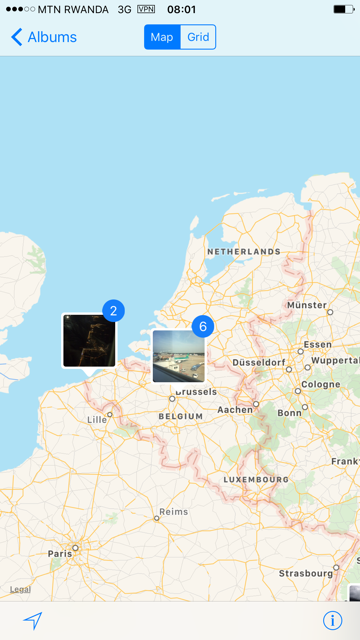 MTN RWANDA 3G VPN 08:01
Albums Map Grid
NETHERLANDS
Münster
2
6
Essen
Düsseldorf
Wuppertal
Cologne
Brussels
Aachen
Bonn
Lille
BELGIUM
Frank
LUXEMBOURG
Reims
Paris
Strasbourg
S
Legal